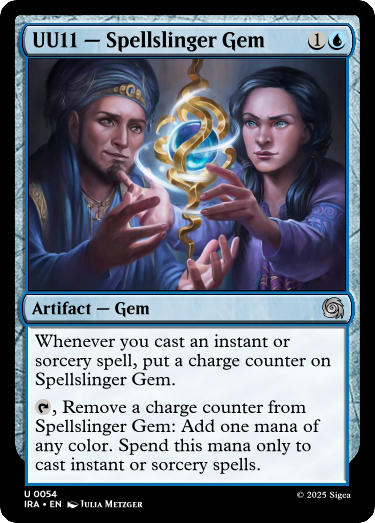 UU11 — Spellslinger Gem 1
Artifact — Gem
Whenever you cast an instant or
sorcery spell, put a charge counter on
Spellslinger Gem.
, Remove a charge counter from
Spellslinger Gem: Add one mana of
any color. Spend this mana only to
cast instant or sorcery spells.
U 0054
IRA • EN Julia Metzger
© 2025 Sigea